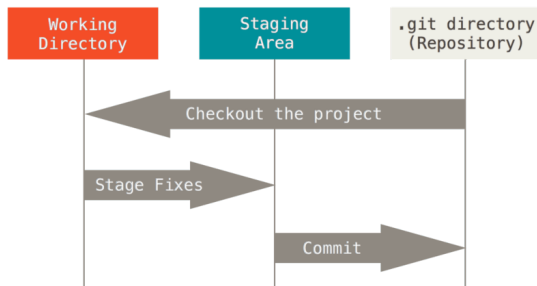 Working
Directory
Staging
Area
.git directory
(Repository)
Checkout the project
Stage Fixes
Commit